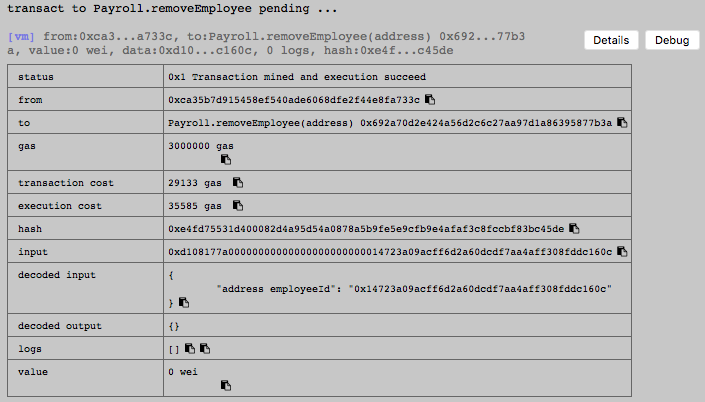 transact to Payroll.removeEmployee pending ...
[vm] from:0xca3...a733c, to:Payroll.removeEmployee(address) 0x692...77b3
a, value:0 wei, data:0xd10...c160c, 0 logs, hash:0xe4f...c45de
Details
Debug
status 0x1 Transaction mined and execution succeed
from 0xca35b7d915458ef540ade6068dfe2f44e8fa733c
to Payroll.removeEmployee(address) 0x692a70d2e424a56d2c6c27aa97d1a86395877b3a
gas 3000000 gas
transaction cost 29133 gas
execution cost 35585 gas
hash 0xe4fd75531d400082d4a95d54a0878a5b9fe5e9cfb9e4afaf3c8fccbf83bc45de
input 0xd108177a00000000000000000000000014723a09acff6d2a60dcdf7aa4aff308fddc160c
decoded input {
"address employeeId": "0x14723a09acff6d2a60dcdf7aa4aff308fddc160c"
}
decoded output {}
logs []
value 0 wei